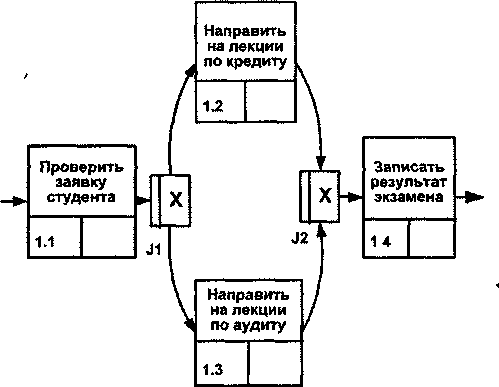 Направить
на лекции
по кредиту
1.2
Проверить
заявку
студента
1.1
X
J1
X
J2
Записать
результат
экзамена
1 4
Направить
на лекции
по аудиту
1.3